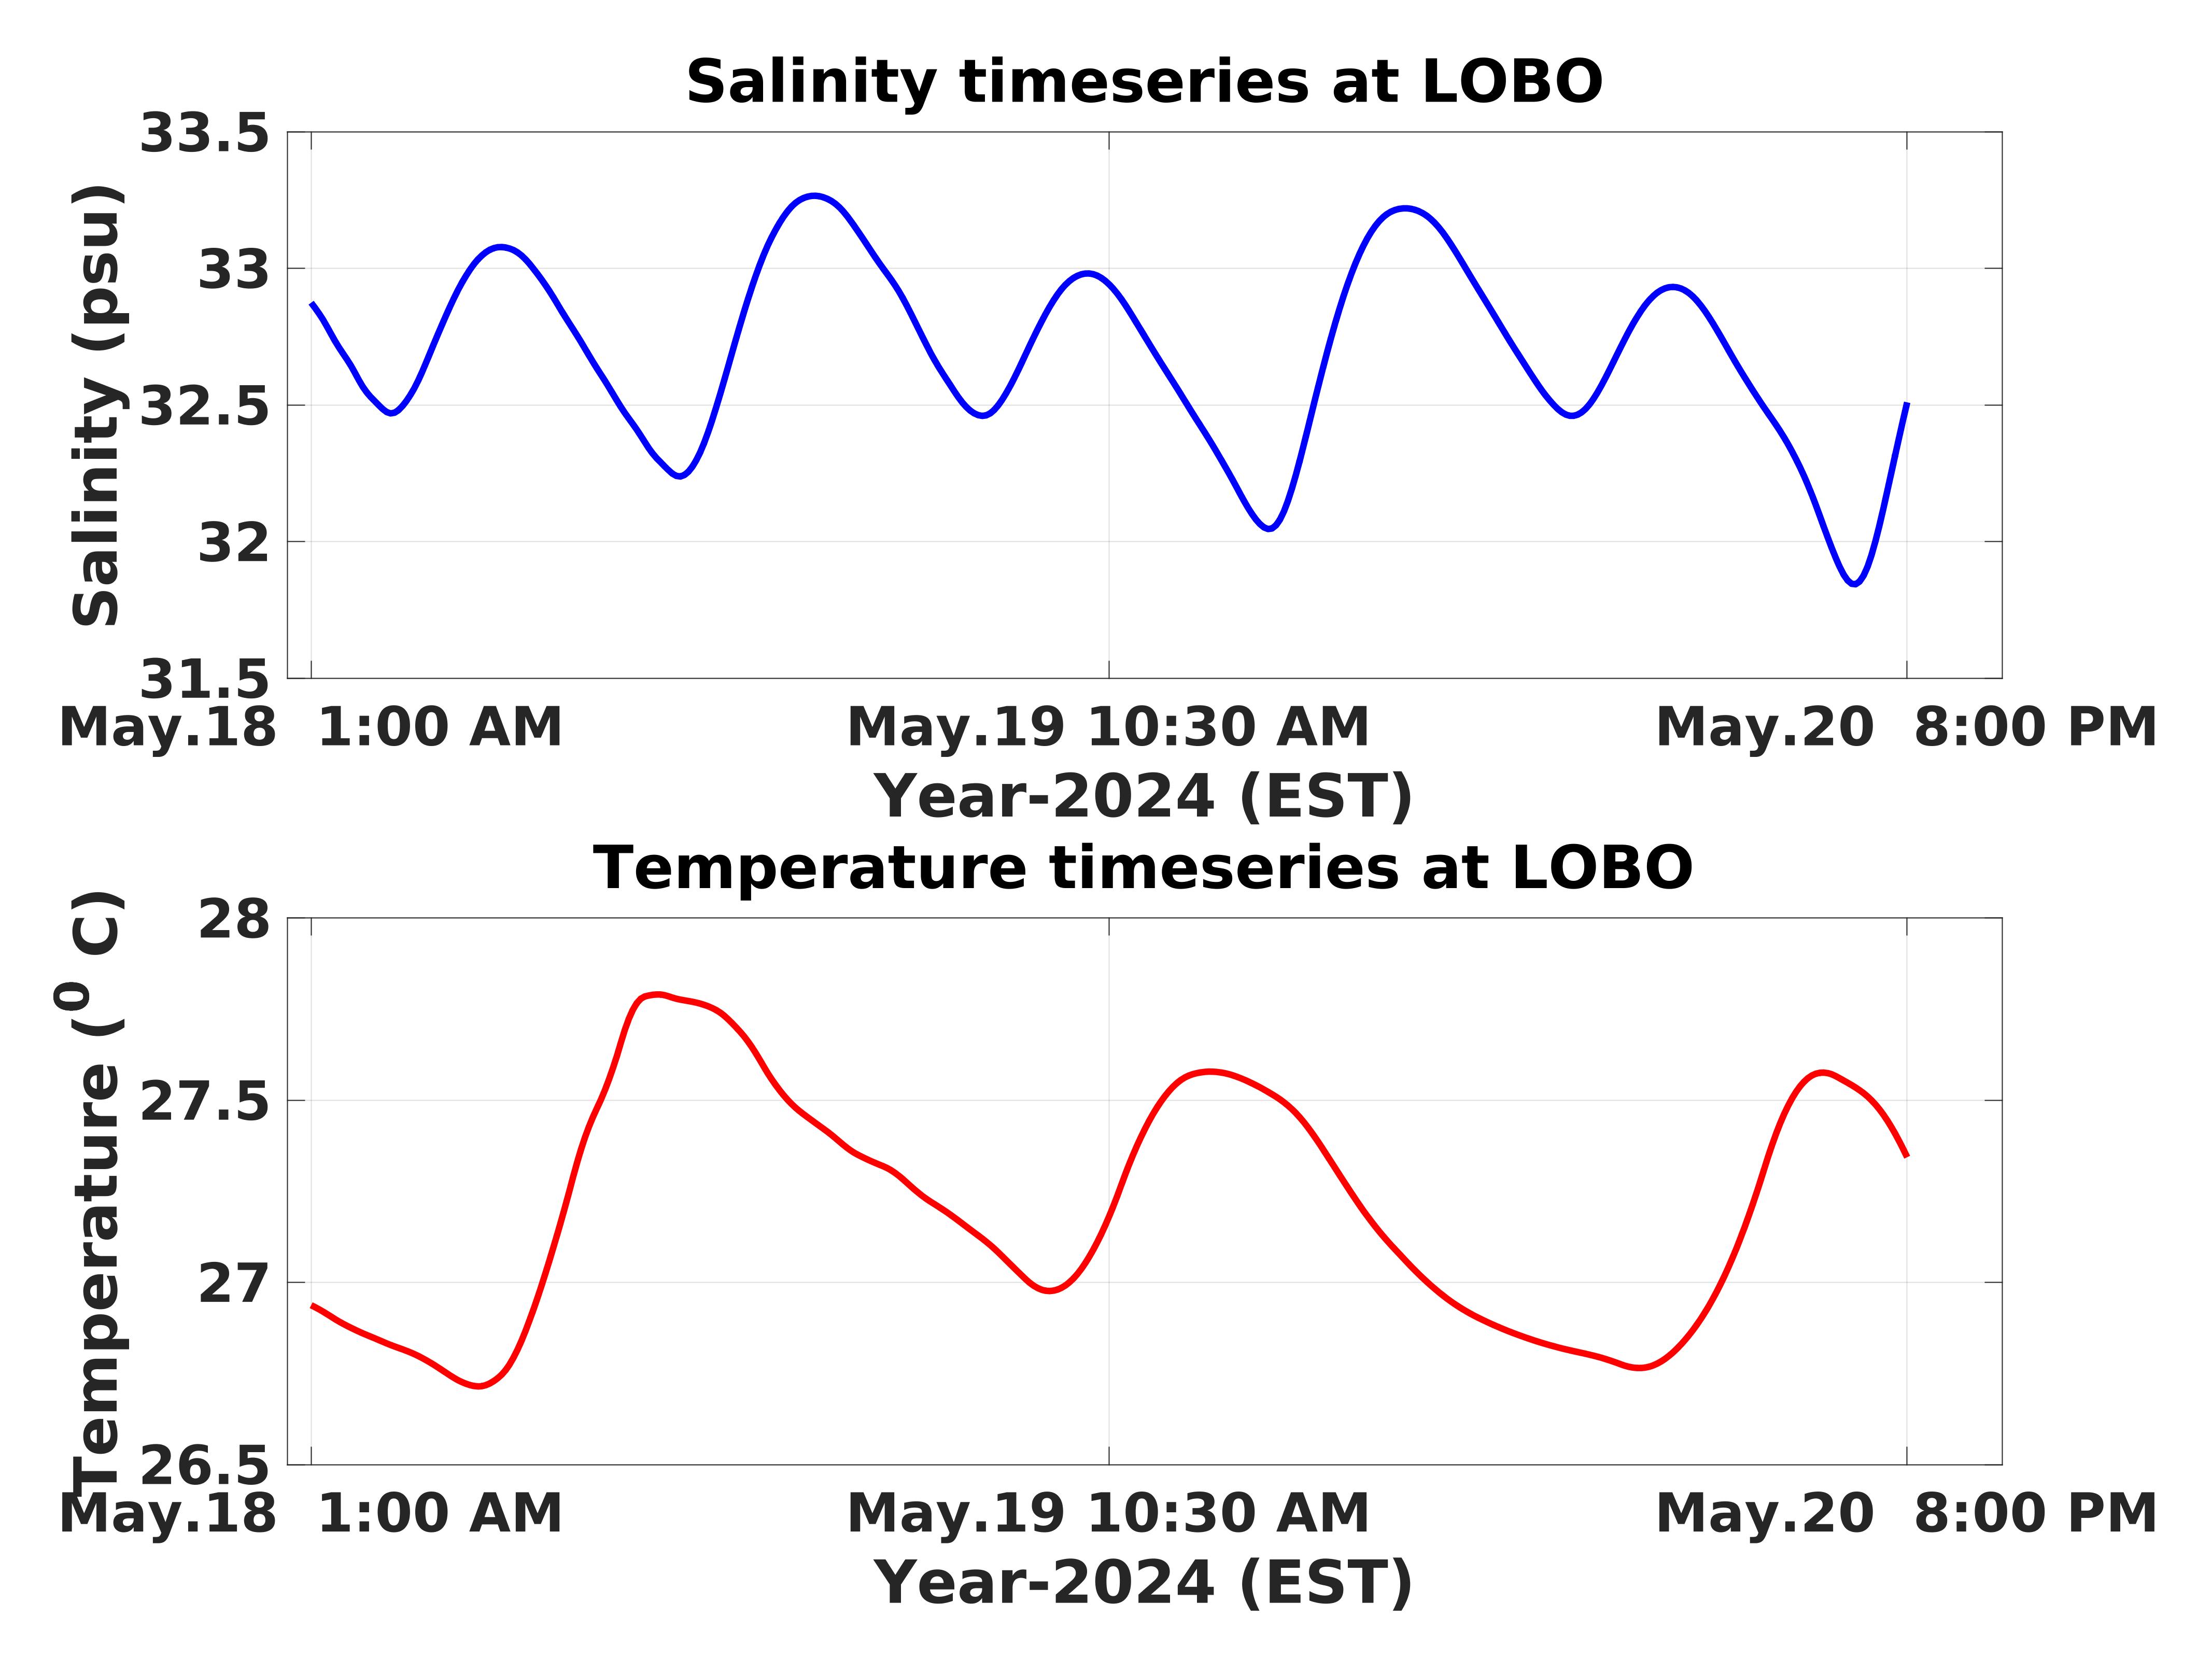 Salinity timeseries at LOBO
Salinity (psu)
33.5
33
32.5
32
31.5
May.18  1:00 AM
May.19 10:30 AM
May.20  8:00 PM
Year-2024 (EST)
Temperature timeseries at LOBO
Temperature (⁰ C)
28
27.5
27
26.5
May.18  1:00 AM
May.19 10:30 AM
May.20  8:00 PM
Year-2024 (EST)